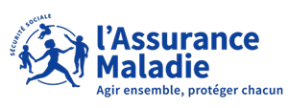 SÉCURITÉ SOCIALE
l'Assurance
Maladie
Agir ensemble, protéger chacun